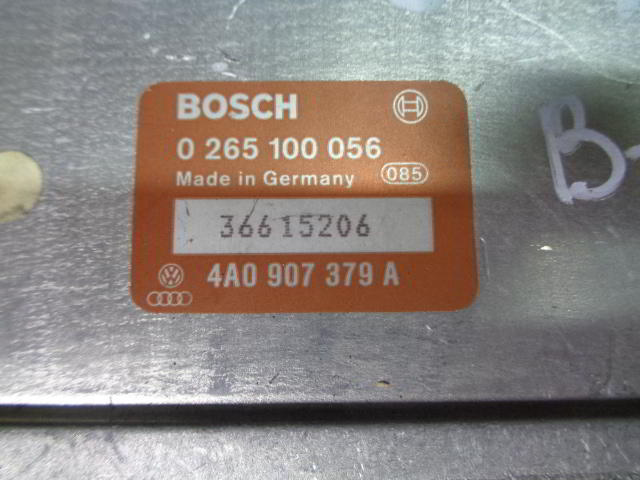 BOSCH
0 265 100 056
Made in Germany 085
36615206
4A0 907 379 A
B-